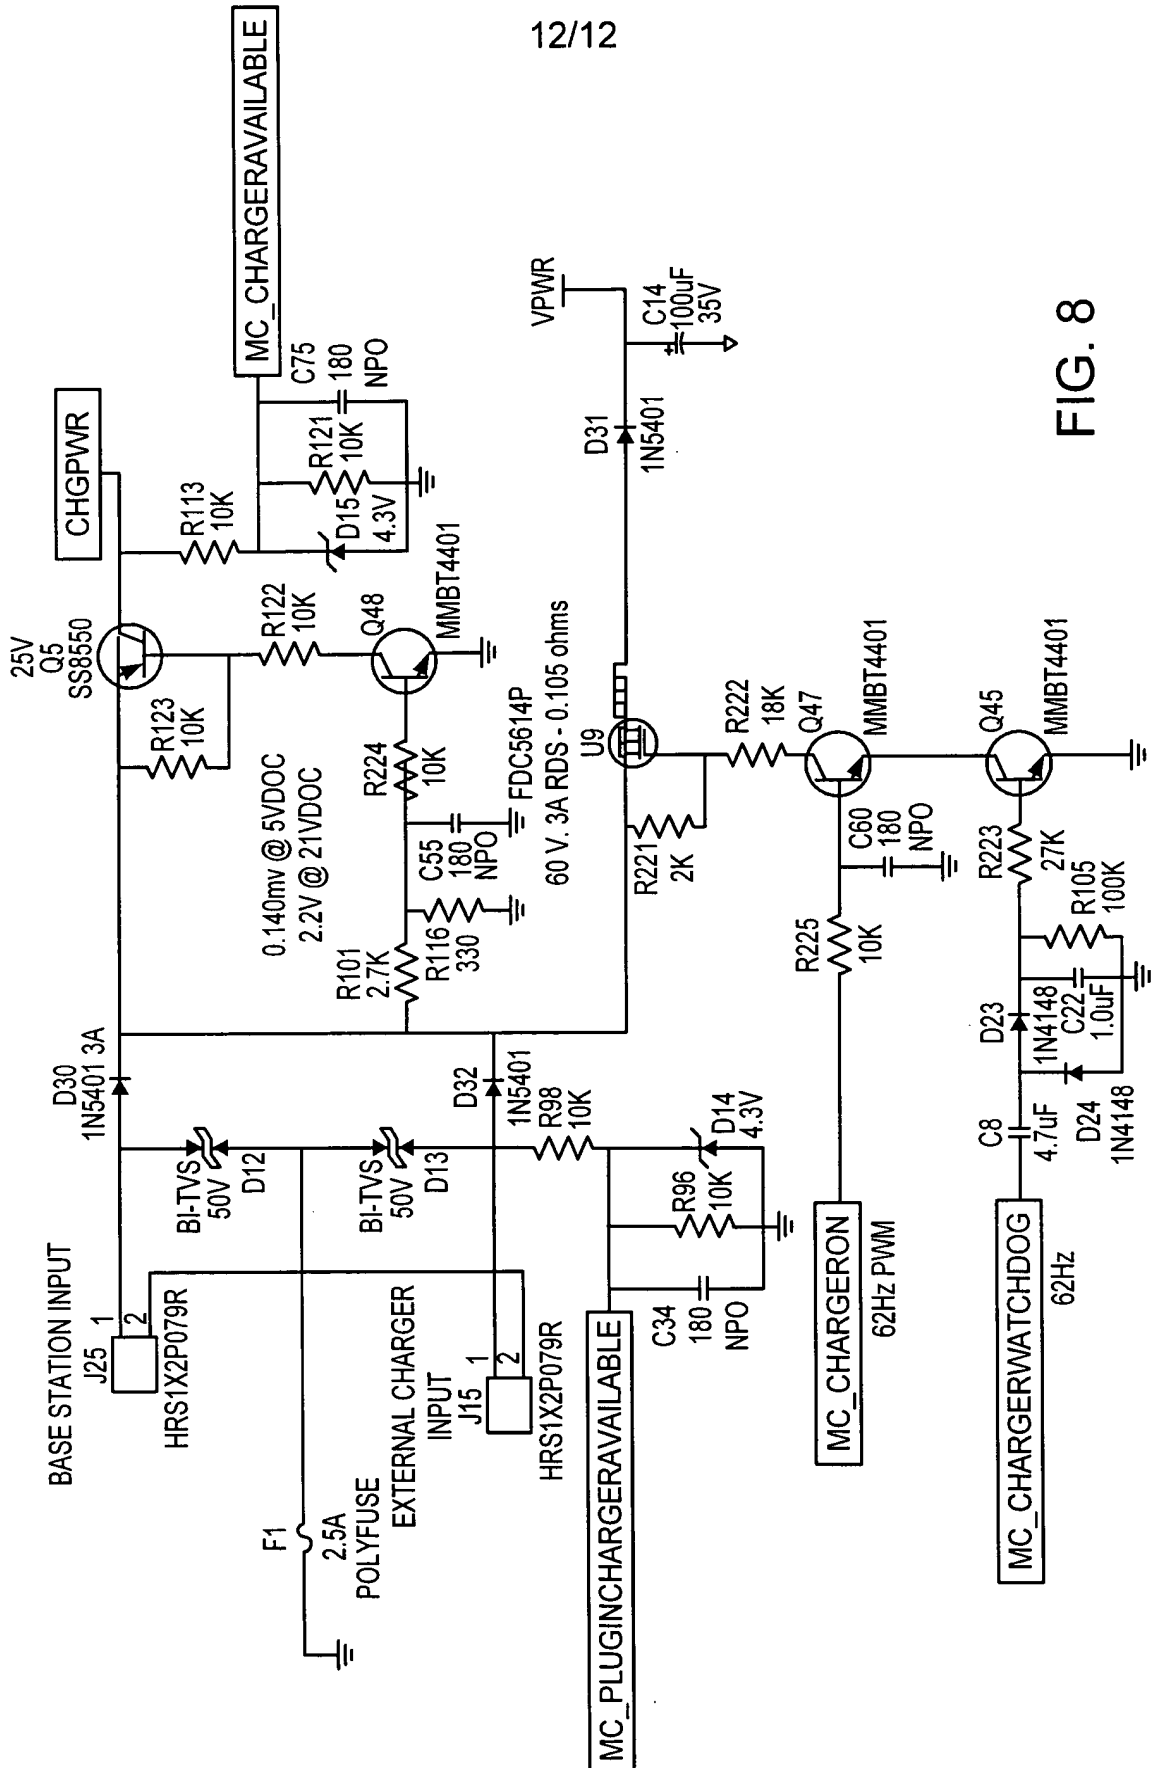 12/12
BASE STATION INPUT
J25
1
2
HRS1X2P079R
D30
1N5401 3A
25V
Q5
SS8550
CHGPWR
R123
10K
R113
10K
MC_CHARGERAVAILABLE
R122
10K
D15
4.3V
R121
10K
C75
180
NPO
Q48
MMBT4401
0.140mv @ 5VDOC
2.2V @ 21VDOC
R224
10K
R101
2.7K
R116
330
C55
180
NPO
BI-TVS
50V
D12
BI-TVS
50V
D13
F1
2.5A
POLYFUSE
EXTERNAL CHARGER
INPUT
J15
1
2
HRS1X2P079R
D32
1N5401
R98
10K
FDC5614P
60 V. 3A RDS - 0.105 ohms
U9
R221
2K
D31
1N5401
VPWR
C14
100uF
35V
+
MC_PLUGINCHARGERAVAILABLE
C34
180
NPO
R96
10K
D14
4.3V
R222
18K
Q47
MMBT4401
MC_CHARGERON
62Hz PWM
R225
10K
C60
180
NPO
Q45
MMBT4401
MC_CHARGERWATCHDOG
62Hz
C8
4.7uF
D24
1N4148
D23
1N4148
C22
1.0uF
R223
27K
R105
100K
FIG. 8